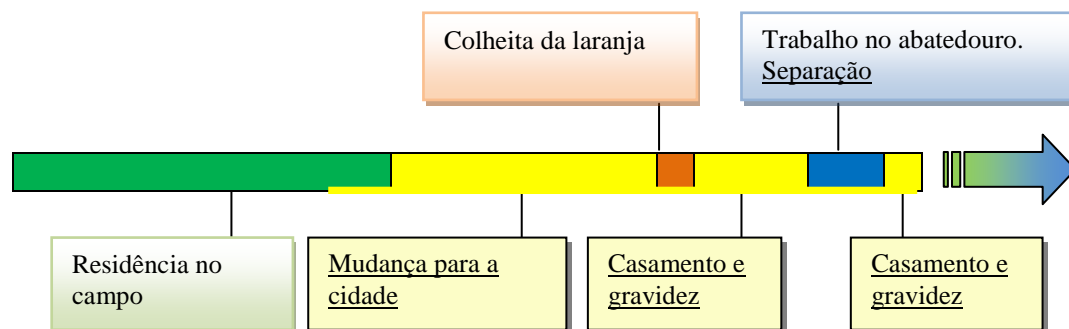 Colheita da laranja
Trabalho no abatedouro.
Separação
Residência no
campo
Mudança para a
cidade
Casamento e
gravidez
Casamento e
gravidez